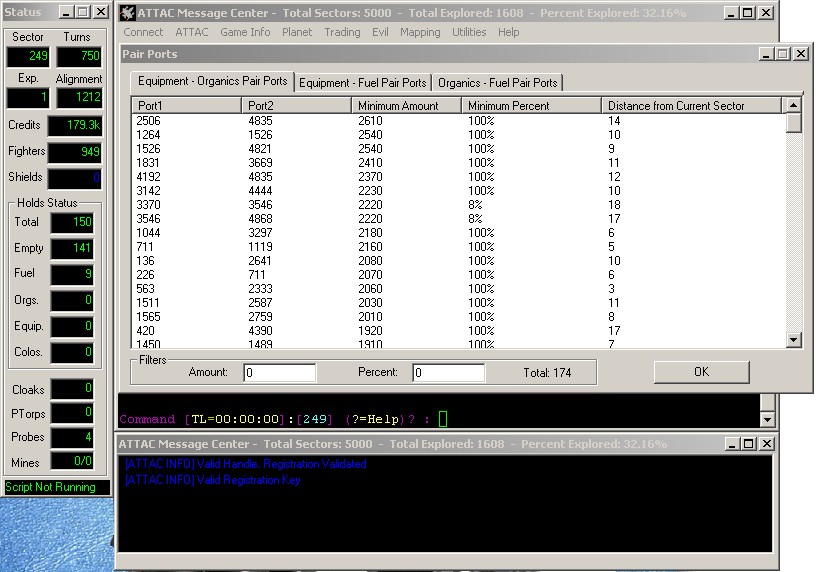 Status
Sector Turns
249 750
Exp. Alignment
1 1212
Credits 179.3k
Fighters 949
Shields 0
Holds Status
Total 150
Empty 141
Fuel 9
Orgs. 0
Equip. 0
Colos. 0
Cloaks 0
PTorps 0
Probes 4
Mines 0/0
Script Not Running
ATTAC Message Center - Total Sectors: 5000 - Total Explored: 1608 - Percent Explored: 32.16%
Connect ATTAC Game Info Planet Trading Evil Mapping Utilities Help
Pair Ports
Equipment - Organics Pair Ports Equipment - Fuel Pair Ports Organics - Fuel Pair Ports
Port1 Port2 Minimum Amount Minimum Percent Distance from Current Sector
2506 4835 2610 100% 14
1264 1526 2540 100% 10
1526 4821 2540 100% 9
1831 3669 2410 100% 11
4192 4835 2370 100% 12
3142 4444 2230 100% 10
3370 3546 2220 8% 18
3546 4868 2220 8% 17
1044 3297 2180 100% 6
711 1119 2160 100% 5
136 2641 2080 100% 10
226 711 2070 100% 6
563 2333 2060 100% 3
1511 2587 2030 100% 11
1565 2759 2010 100% 8
420 4390 1920 100% 17
1450 1489 1910 100% 7
Filters
Amount: 0 Percent: 0 Total: 174 OK
Command [TL=00:00:00]:[249] (?=Help)? :
ATTAC Message Center - Total Sectors: 5000 - Total Explored: 1608 - Percent Explored: 32.16%
[ATTAC INFO] Valid Handle. Registration Validated
[ATTAC INFO] Valid Registration Key